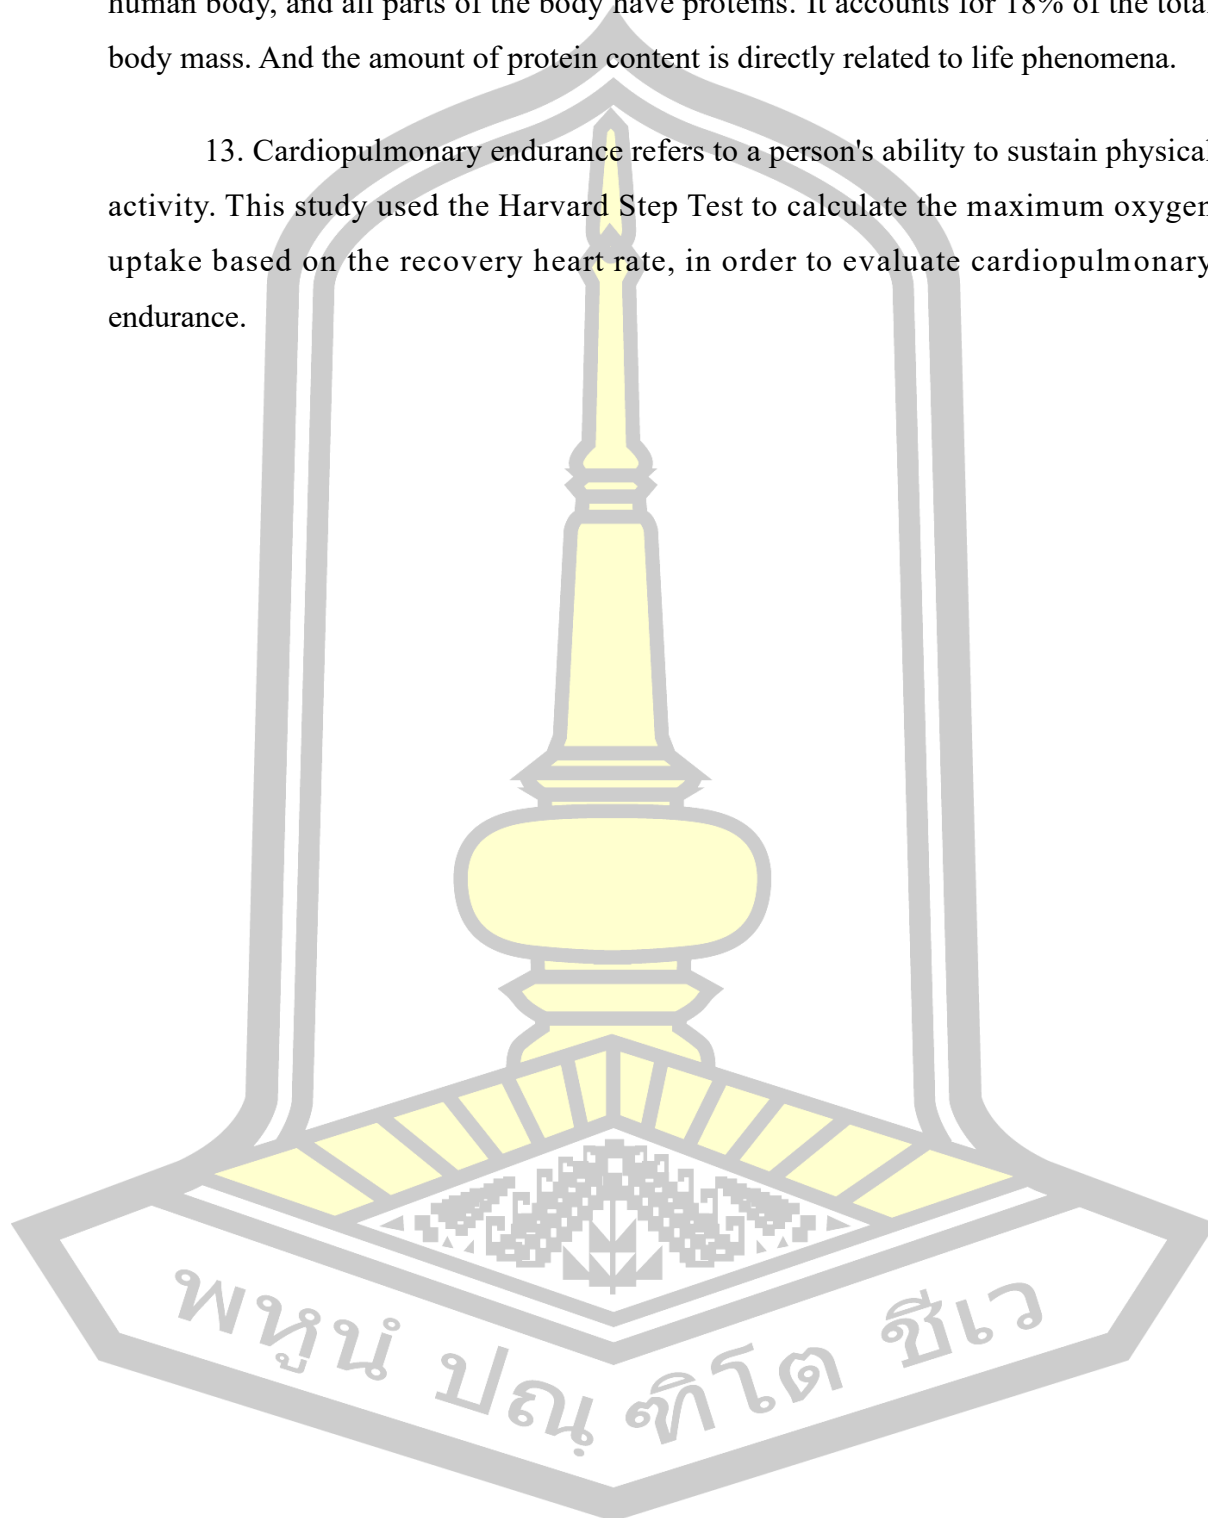 human body, and all parts of the body have proteins. It accounts for 18% of the total
body mass. And the amount of protein content is directly related to life phenomena.
13. Cardiopulmonary endurance refers to a person's ability to sustain physical
activity. This study used the Harvard Step Test to calculate the maximum oxygen
uptake based on the recovery heart rate, in order to evaluate cardiopulmonary
endurance.
พหูนํ ปณฺฑิโต ชีเว